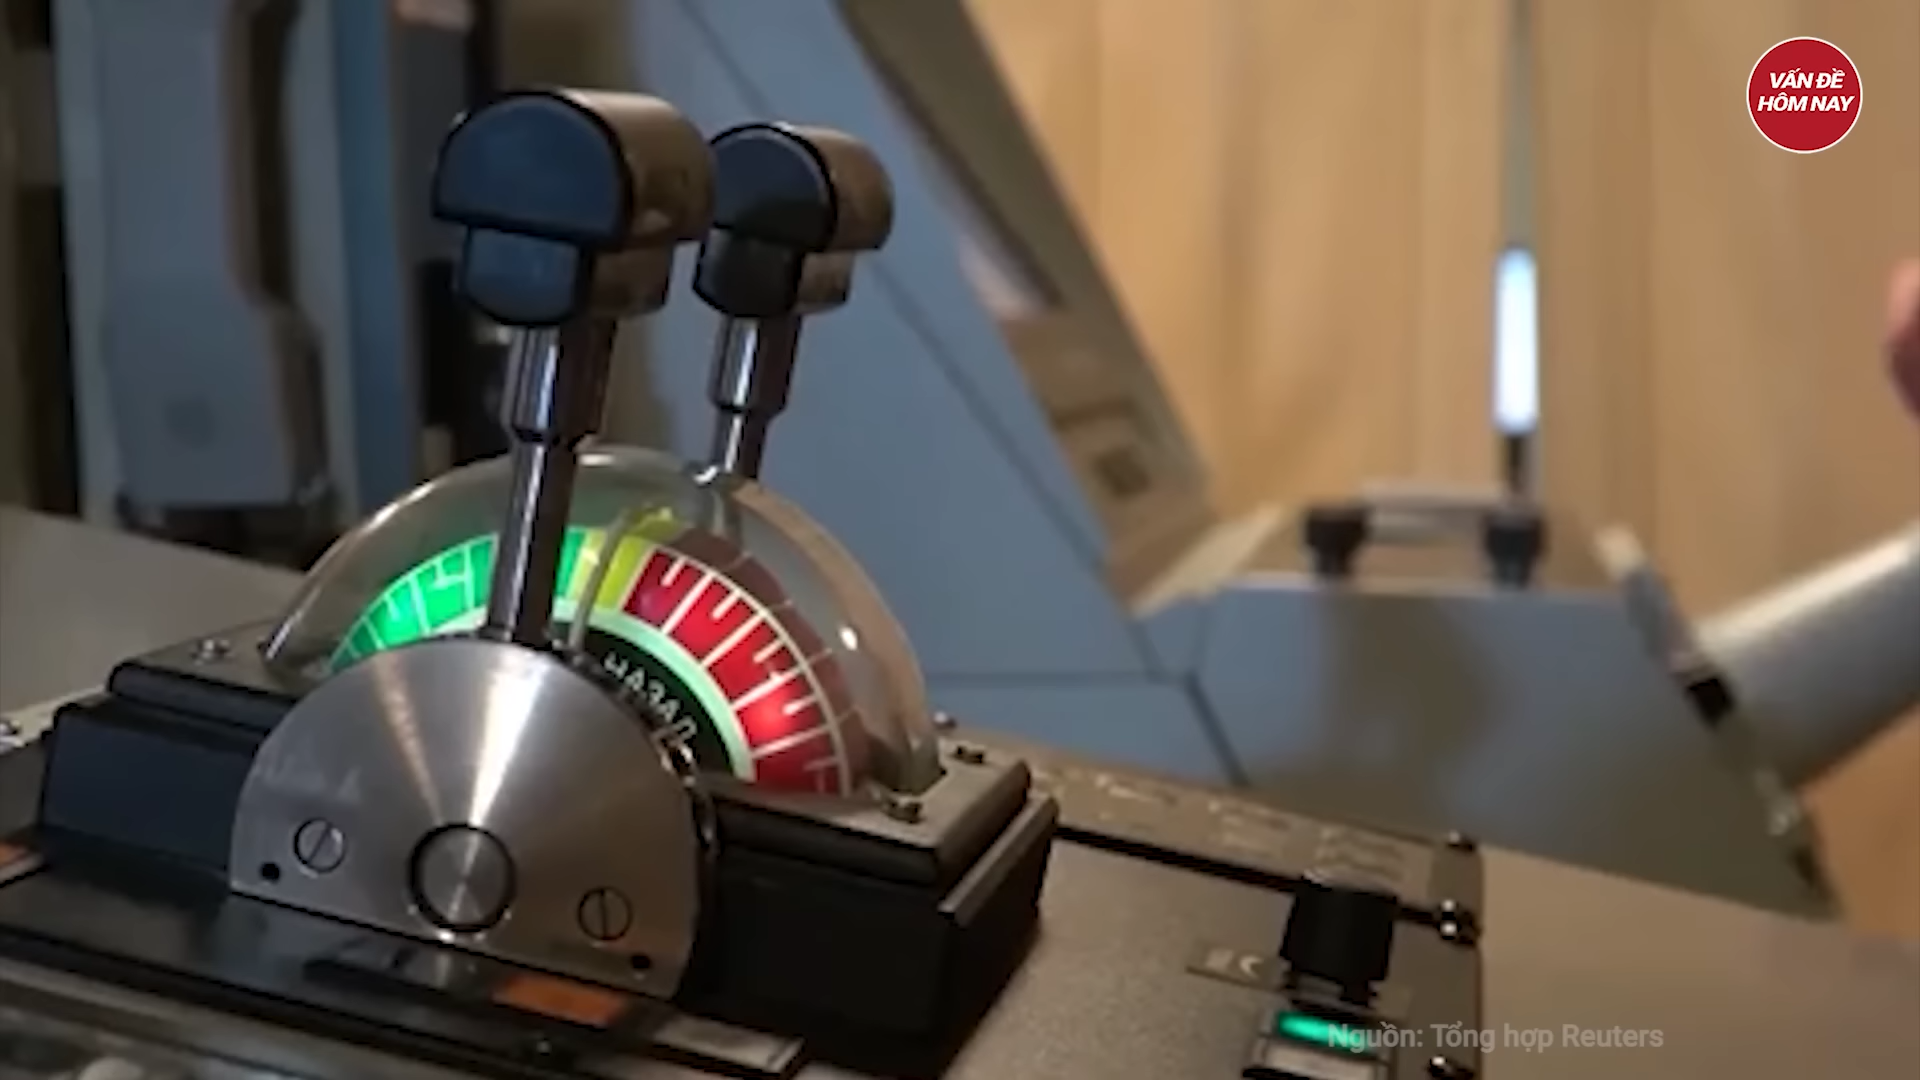 VẤN ĐỀ
HÔM NAY
НАЗАД
Nguồn: Tổng hợp Reuters